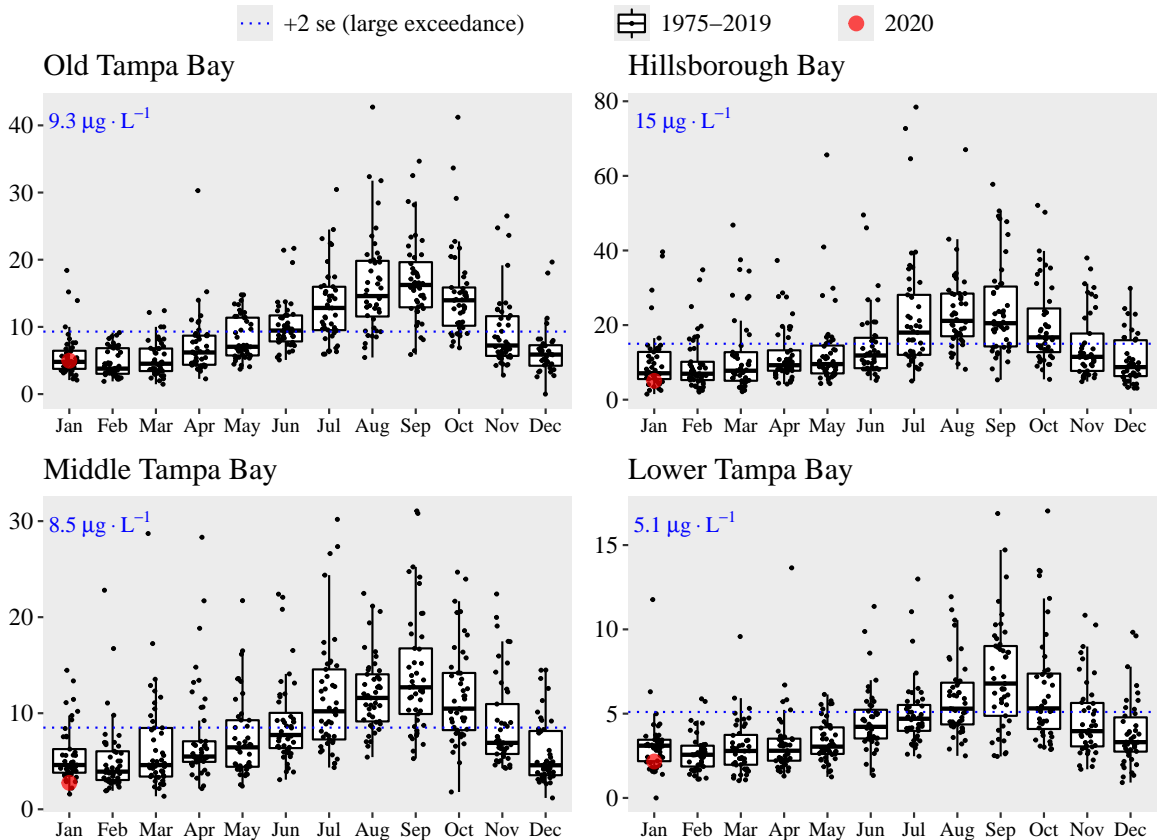 +2 se (large exceedance) 1975–2019 2020
Old Tampa Bay
9.3 µg · L⁻¹
40
30
20
10
0
Jan Feb Mar Apr May Jun Jul Aug Sep Oct Nov Dec
Hillsborough Bay
15 µg · L⁻¹
80
60
40
20
0
Jan Feb Mar Apr May Jun Jul Aug Sep Oct Nov Dec
Middle Tampa Bay
8.5 µg · L⁻¹
30
20
10
0
Jan Feb Mar Apr May Jun Jul Aug Sep Oct Nov Dec
Lower Tampa Bay
5.1 µg · L⁻¹
15
10
5
0
Jan Feb Mar Apr May Jun Jul Aug Sep Oct Nov Dec